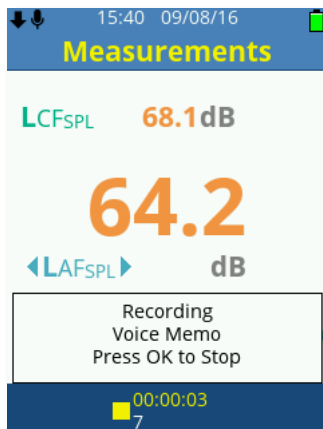 15:40 09/08/16
Measurements
LCFSPL 68.1dB
64.2
LAFSPL dB
Recording
Voice Memo
Press OK to Stop
00:00:03
7